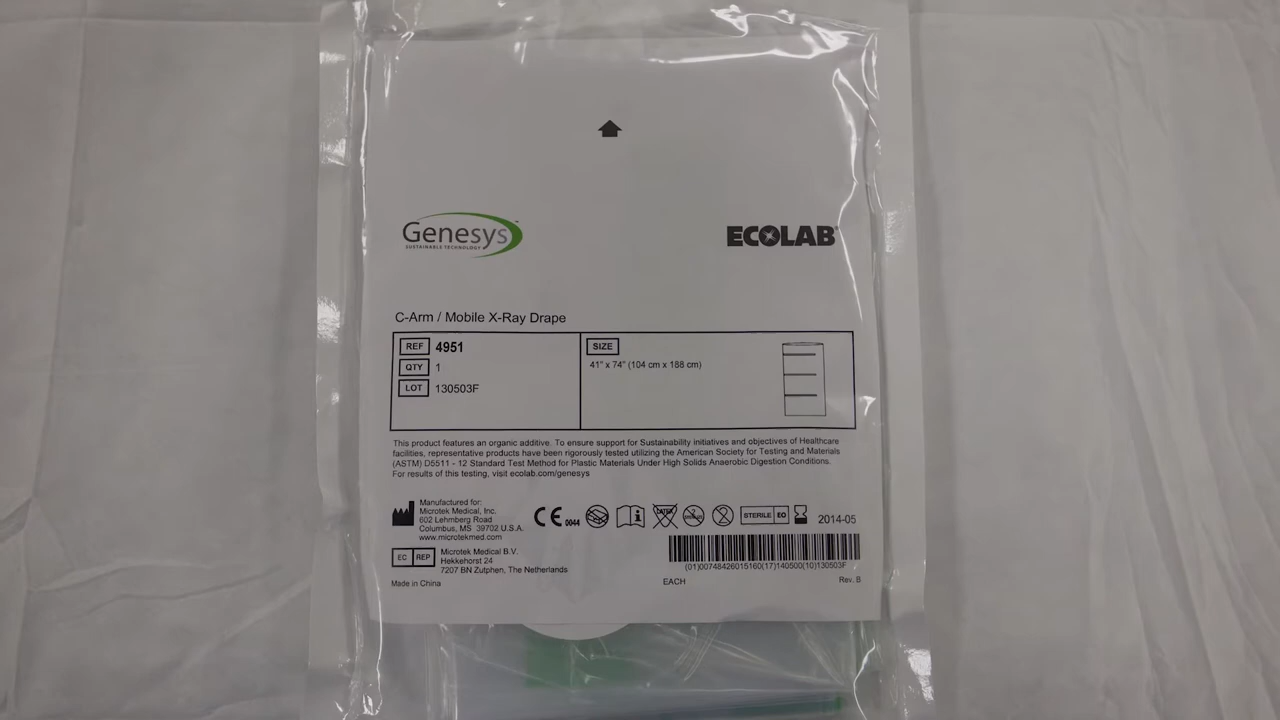 Genesys™
SUSTAINABLE TECHNOLOGY
ECOLAB®
C-Arm / Mobile X-Ray Drape
REF 4951
QTY 1
LOT 130503F
SIZE
41" x 74" (104 cm x 188 cm)
This product features an organic additive. To ensure support for Sustainability initiatives and objectives of Healthcare
facilities, representative products have been rigorously tested utilizing the American Society for Testing and Materials
(ASTM) D5511 - 12 Standard Test Method for Plastic Materials Under High Solids Anaerobic Digestion Conditions.
For results of this testing, visit ecolab.com/genesys
Manufactured for:
Microtek Medical, Inc.
602 Lehmberg Road
Columbus, MS 39702 U.S.A.
www.microtekmed.com
EC REP
Microtek Medical B.V.
Hekkehorst 24
7207 BN Zutphen, The Netherlands
Made in China
CE 0044
LATEX
2
STERILE EO
2014-05
(01)00748426015160(17)140500(10)130503F
EACH
Rev. B